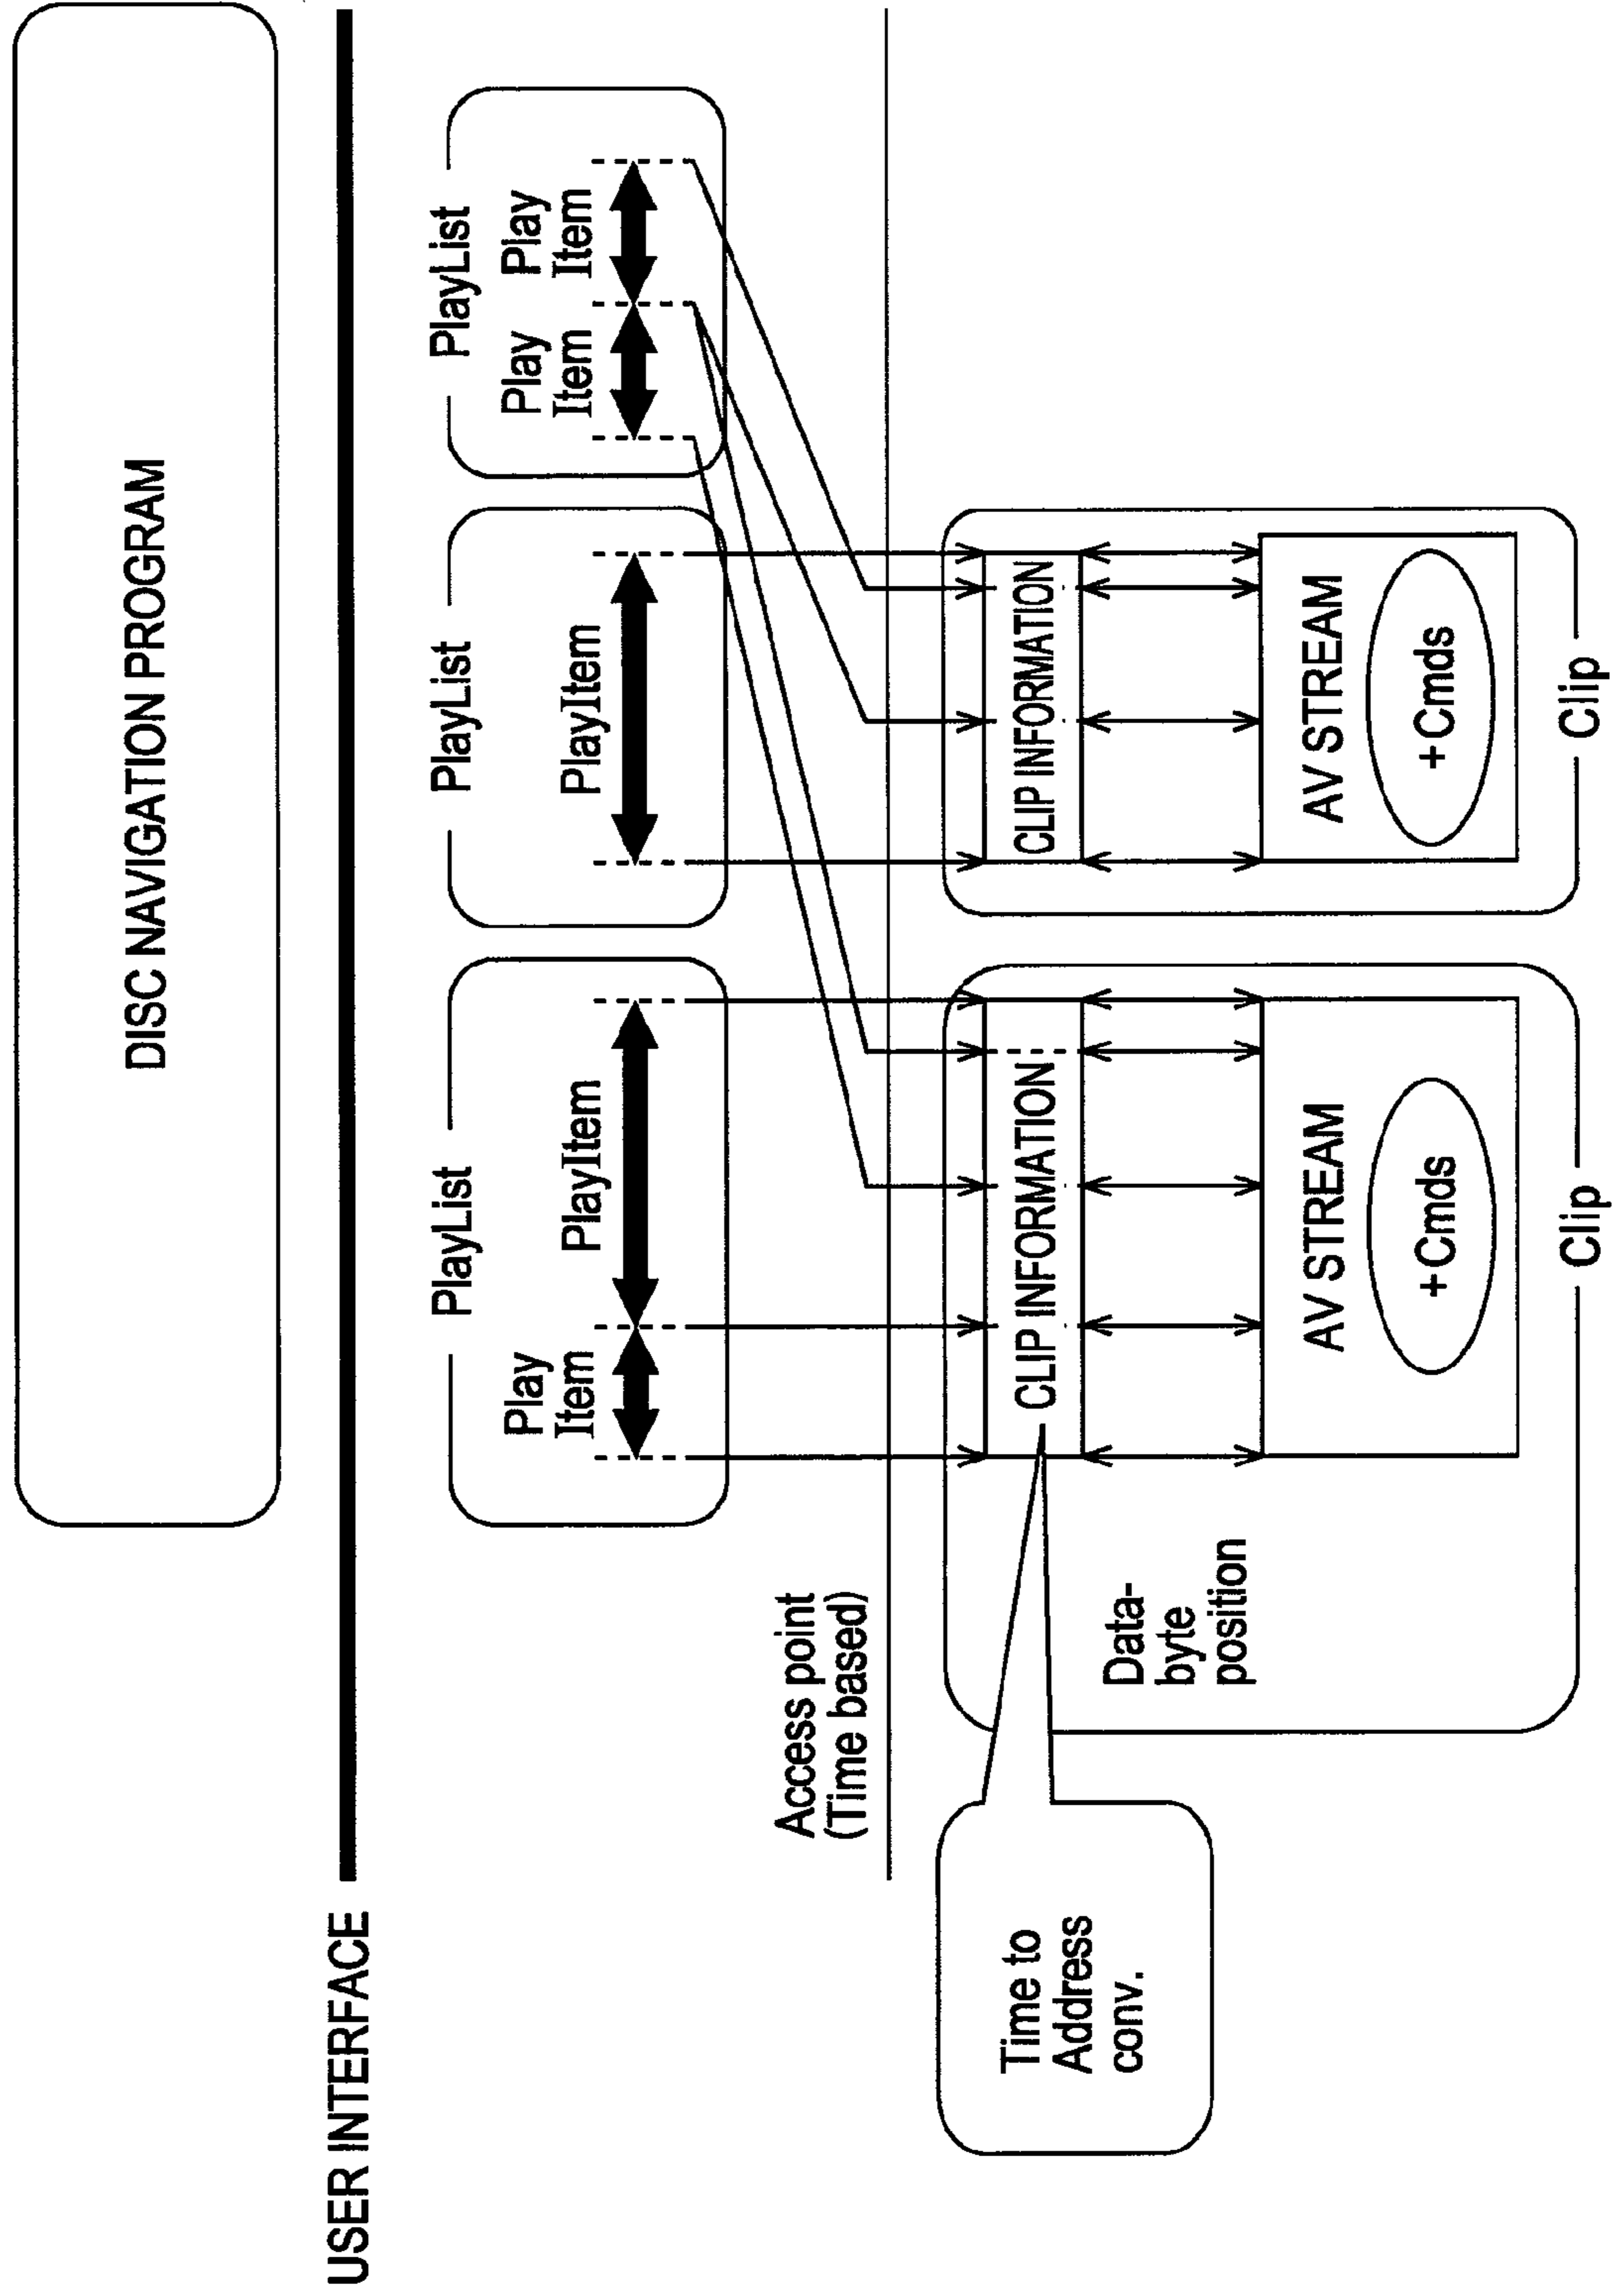 DISC NAVIGATION PROGRAM
USER INTERFACE
PlayList
PlayList
PlayList
Play
Item
PlayItem
PlayItem
Play
Item
Play
Item
Access point
(Time based)
Time to
Address
conv.
CLIP INFORMATION
CLIP INFORMATION
Data-
byte
position
AV STREAM
+Cmds
AV STREAM
+Cmds
Clip
Clip